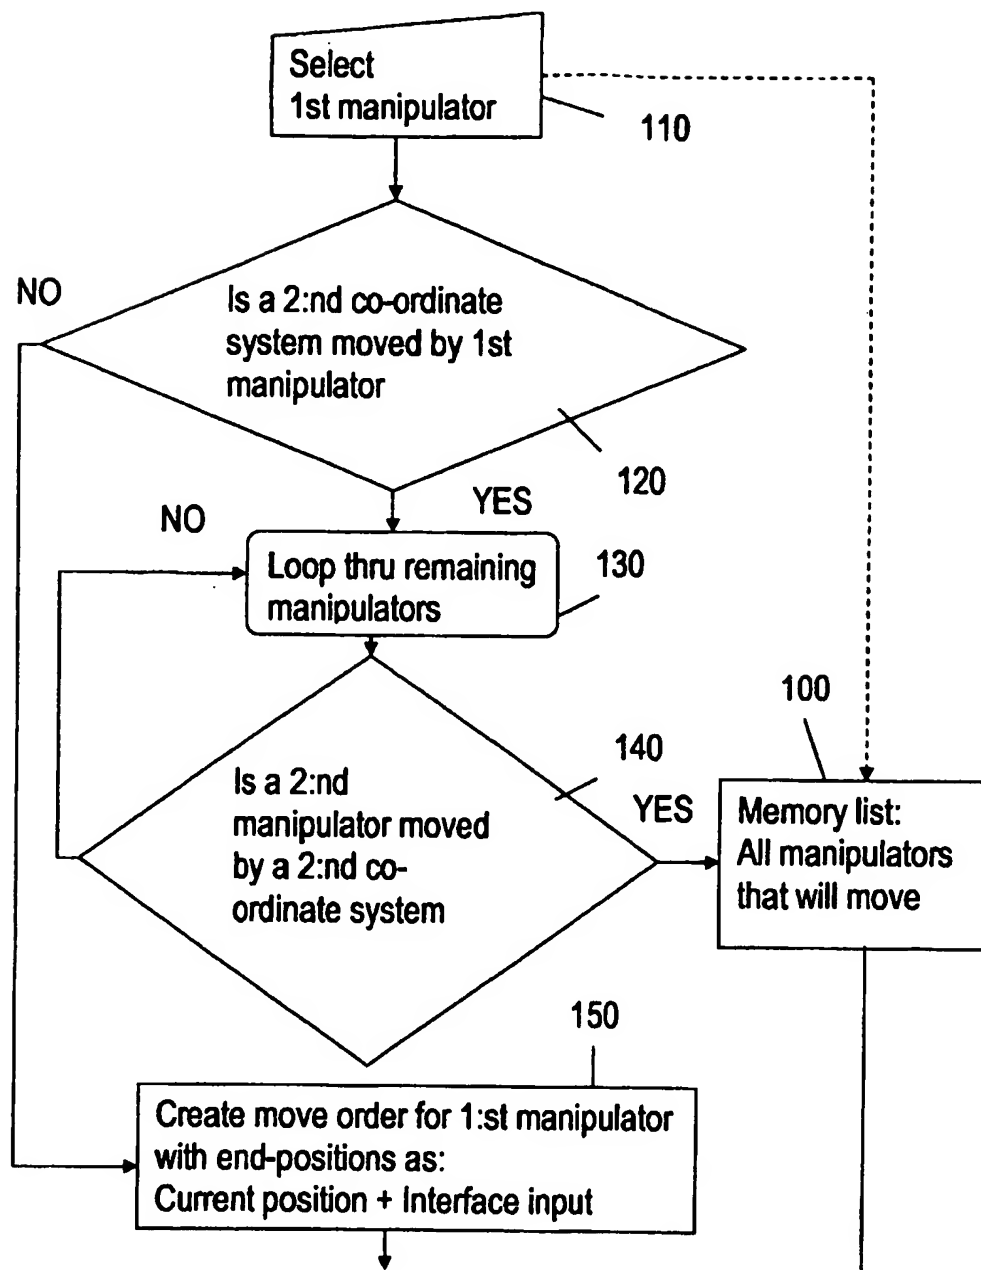 Select
1st manipulator
110
NO
Is a 2:nd co-ordinate
system moved by 1st
manipulator
120
YES
NO
Loop thru remaining
manipulators
130
100
140
Is a 2:nd
manipulator moved
by a 2:nd co-
ordinate system
YES
Memory list:
All manipulators
that will move
150
Create move order for 1:st manipulator
with end-positions as:
Current position + Interface input